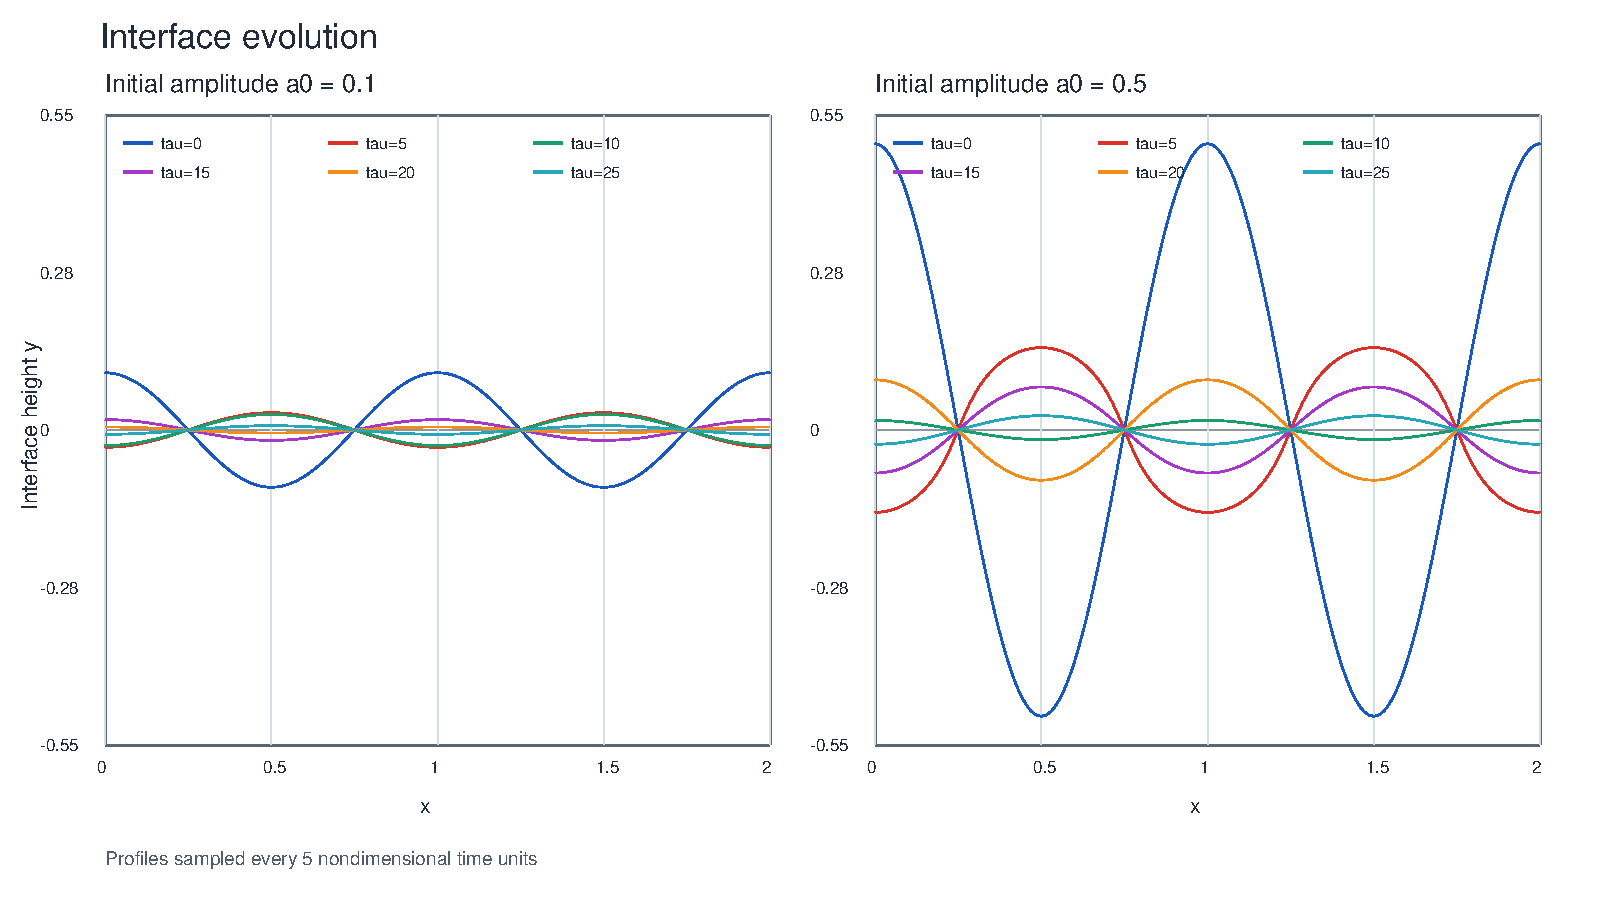 Interface evolution
Initial amplitude a0 = 0.1
0.55
0.28
0
-0.28
-0.55
Interface height y
tau=0 tau=5 tau=10
tau=15 tau=20 tau=25
0 0.5 1 1.5 2
x
Initial amplitude a0 = 0.5
0.55
0.28
0
-0.28
-0.55
tau=0 tau=5 tau=10
tau=15 tau=20 tau=25
0 0.5 1 1.5 2
x
Profiles sampled every 5 nondimensional time units